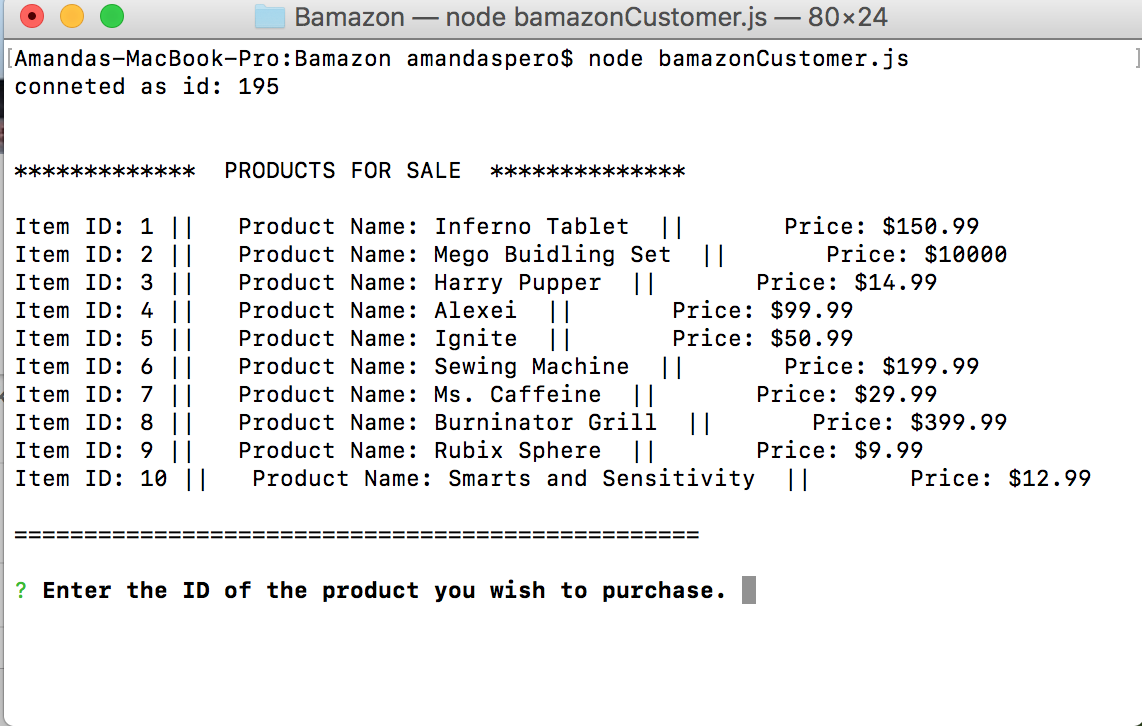 Bamazon — node bamazonCustomer.js — 80×24
[Amandas-MacBook-Pro:Bamazon amandaspero$ node bamazonCustomer.js ]
conneted as id: 195
************* PRODUCTS FOR SALE **************
Item ID: 1 || Product Name: Inferno Tablet || Price: $150.99
Item ID: 2 || Product Name: Mego Buidling Set || Price: $10000
Item ID: 3 || Product Name: Harry Pupper || Price: $14.99
Item ID: 4 || Product Name: Alexei || Price: $99.99
Item ID: 5 || Product Name: Ignite || Price: $50.99
Item ID: 6 || Product Name: Sewing Machine || Price: $199.99
Item ID: 7 || Product Name: Ms. Caffeine || Price: $29.99
Item ID: 8 || Product Name: Burninator Grill || Price: $399.99
Item ID: 9 || Product Name: Rubix Sphere || Price: $9.99
Item ID: 10 || Product Name: Smarts and Sensitivity || Price: $12.99
=================================================
? Enter the ID of the product you wish to purchase.